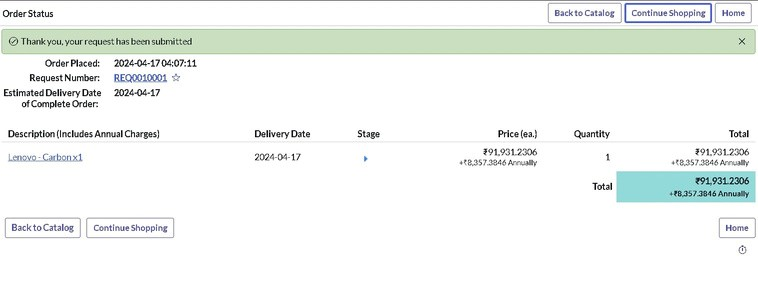 Order Status
Back to Catalog Continue Shopping Home
Thank you, your request has been submitted
Order Placed: 2024-04-17 04:07:11
Request Number: REQ0010001
Estimated Delivery Date of Complete Order: 2024-04-17
Description (Includes Annual Charges) Delivery Date Stage Price (ea.) Quantity Total
Lenovo - Carbon x1 2024-04-17 ₹91,931.2306 1 ₹91,931.2306
+₹8,357.3846 Annually +₹8,357.3846 Annually
Total ₹91,931.2306
+₹8,357.3846 Annually
Back to Catalog Continue Shopping Home